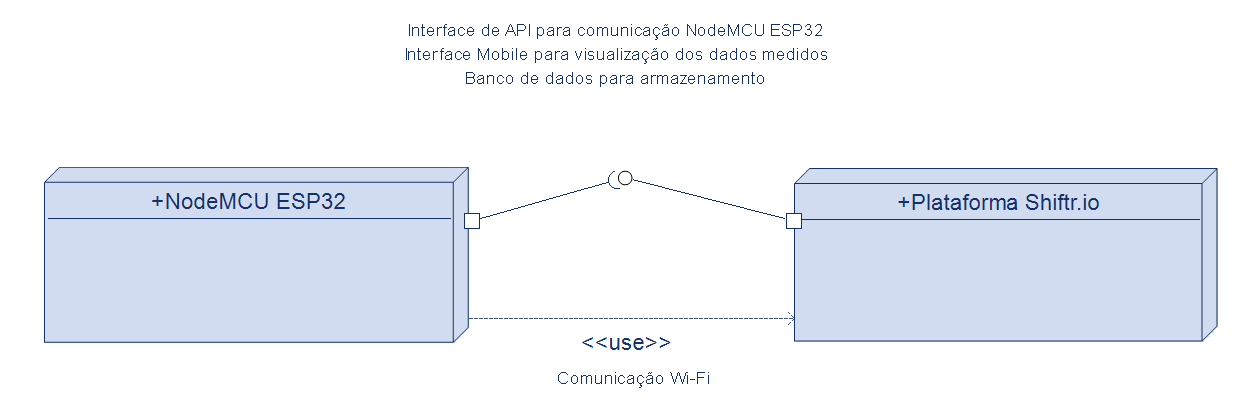 Interface de API para comunicação NodeMCU ESP32
Interface Mobile para visualização dos dados medidos
Banco de dados para armazenamento
+NodeMCU ESP32
+Plataforma Shiftr.io
<<use>>
Comunicação Wi-Fi